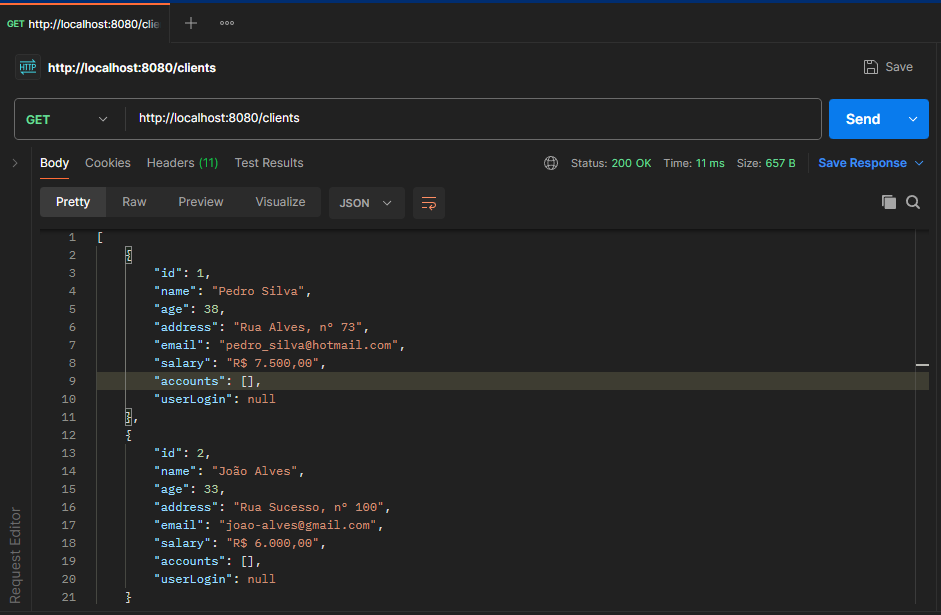 GET http://localhost:8080/clie
HTTP http://localhost:8080/clients
Save
GET http://localhost:8080/clients Send
Body Cookies Headers (11) Test Results Status: 200 OK Time: 11 ms Size: 657 B Save Response
Pretty Raw Preview Visualize JSON
1 [
2 {
3 "id": 1,
4 "name": "Pedro Silva",
5 "age": 38,
6 "address": "Rua Alves, n° 73",
7 "email": "pedro_silva@hotmail.com",
8 "salary": "R$ 7.500,00",
9 "accounts": [],
10 "userLogin": null
11 },
12 {
13 "id": 2,
14 "name": "João Alves",
15 "age": 33,
16 "address": "Rua Sucesso, n° 100",
17 "email": "joao-alves@gmail.com",
18 "salary": "R$ 6.000,00",
19 "accounts": [],
20 "userLogin": null
21 }
Request Editor